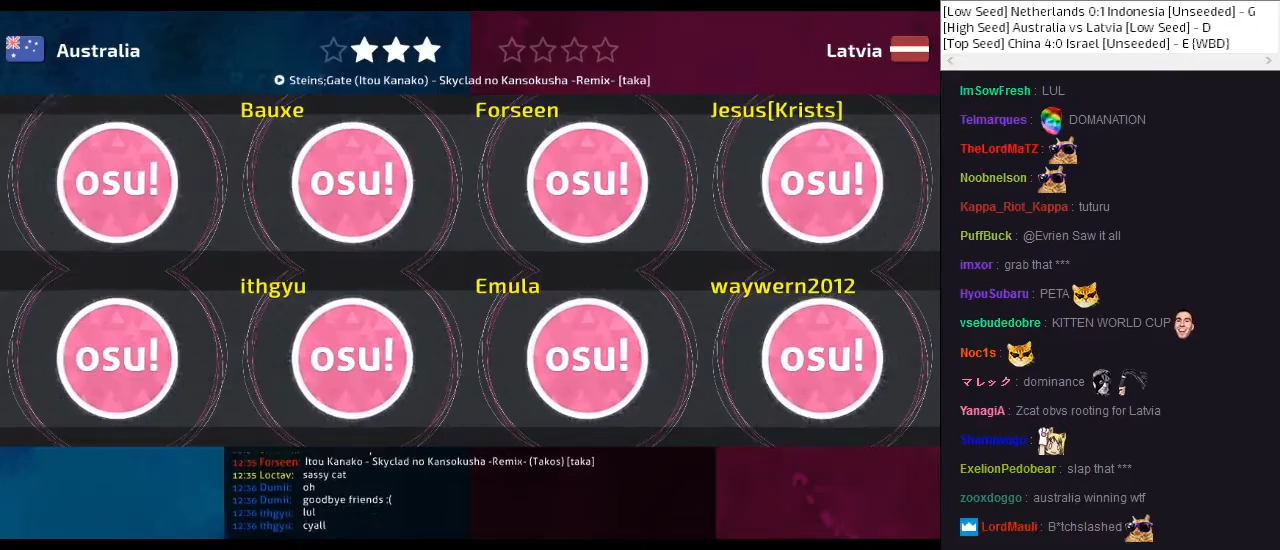 [Low Seed] Netherlands 0:1 Indonesia [Unseeded] - G
[High Seed] Australia vs Latvia [Low Seed] - D
[Top Seed] China 4:0 Israel [Unseeded] - E {WBD}
Australia
Latvia
Steins;Gate (Itou Kanako) - Skyclad no Kansokusha -Remix- [taka]
Bauxe
Forseen
Jesus[Krists]
osu!
osu!
osu!
osu!
ithgyu
Emula
waywern2012
osu!
osu!
osu!
osu!
12:35 Forseen: Itou Kanako - Skyclad no Kansokusha -Remix- (Takos) [taka]
12:35 Loctav: sassy cat
12:36 Dumii: oh
12:36 Dumii: goodbye friends ;(
12:36 ithgyu: lul
12:36 ithgyu: cyall
ImSowFresh : LUL
Teimarques : DOMANATION
TheLordMaTZ :
Noobnelson :
Kappa_Riot_Kappa : tuturu
PuffBuck : @Evrien Saw it all
imxor : grab that ***
HyouSubaru : PETA
vsebudedobre : KITTEN WORLD CUP
Noc1s :
マレック : dominance
YanagiA : Zcat obvs rooting for Latvia
ExelionPedobear : slap that ***
zooxdoggo : australia winning wtf
LordMauli : B*tchslashed